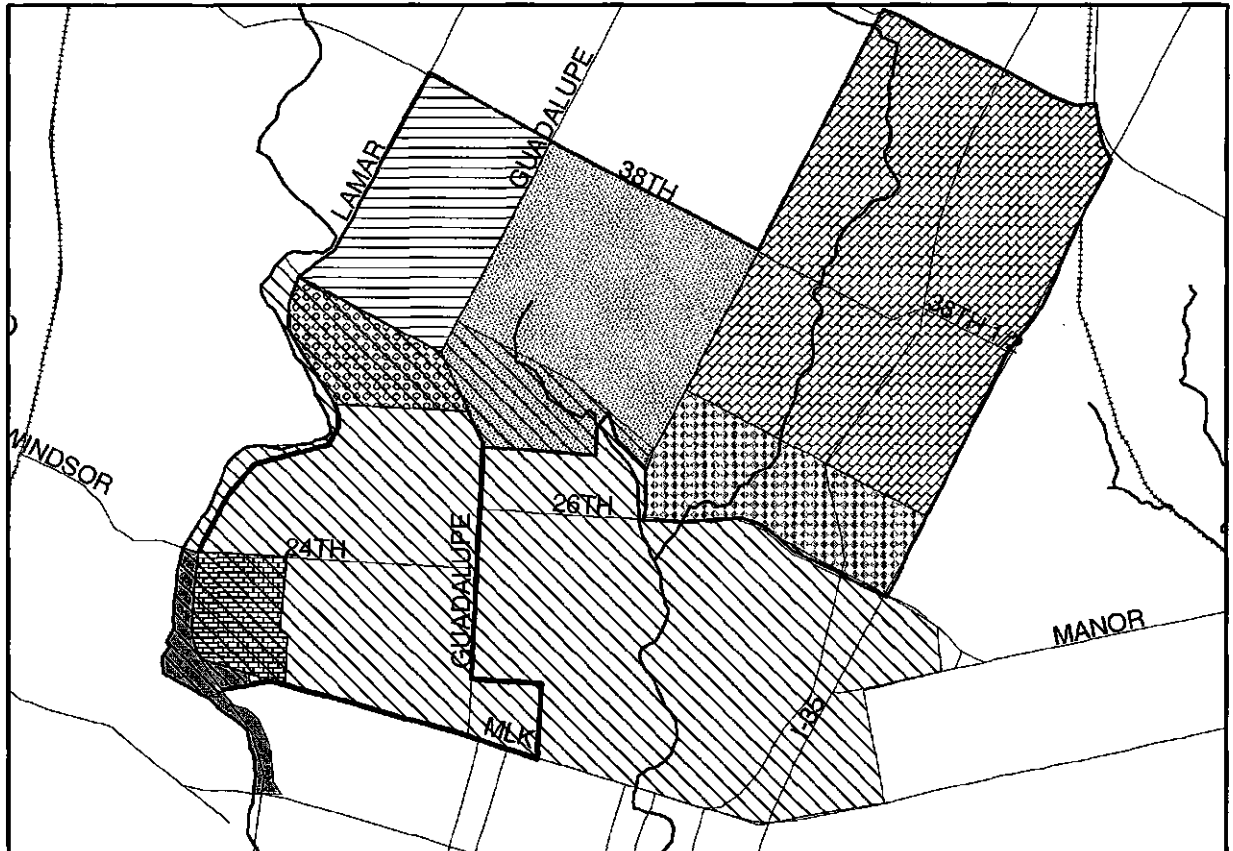 GUADALUPE
LAMAR
38TH
38TH 1/2
WINDSOR
26TH
24TH
GUADALUPE
MANOR
I-35
MLK